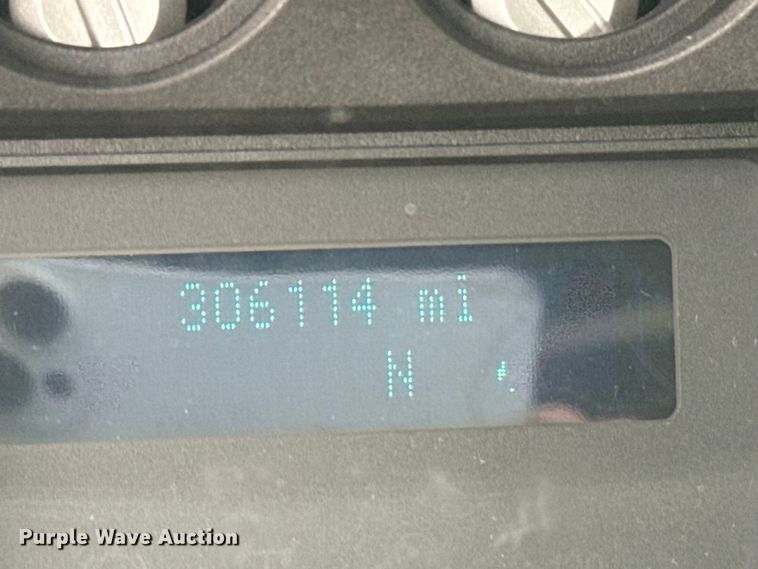 306114 mi
N
Purple Wave Auction